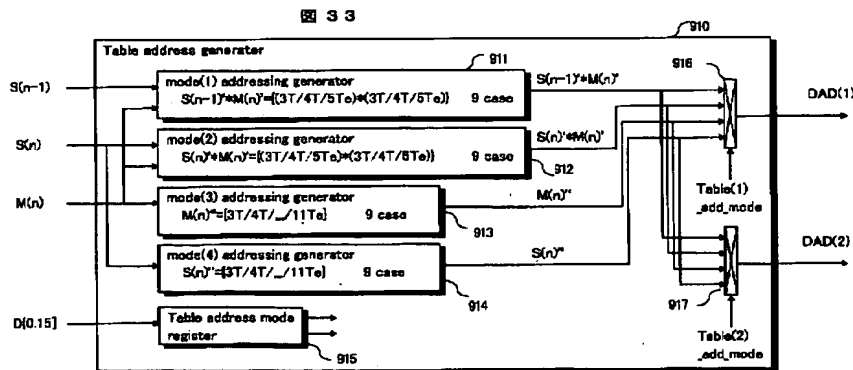 図 33
910
Table address generator
911
S(n-1)
mode(1) addressing generator
S(n-1)'*M(n)'=[(3T/4T/5Te)*(3T/4T/5Te)]
9 case
S(n-1)'*M(n)'
916
DAD(1)
S(n)
mode(2) addressing generator
S(n)'*M(n)'=[(3T/4T/5Te)*(3T/4T/5Te)]
9 case
S(n)'*M(n)'
912
M(n)
mode(3) addressing generator
M(n)''=[3T/4T/.../11Te]
9 case
M(n)''
913
Table(1)
_add_mode
mode(4) addressing generator
S(n)''=[3T/4T/.../11Te]
9 case
S(n)''
914
DAD(2)
917
D[0.15]
Table address mode
register
915
Table(2)
_add_mode